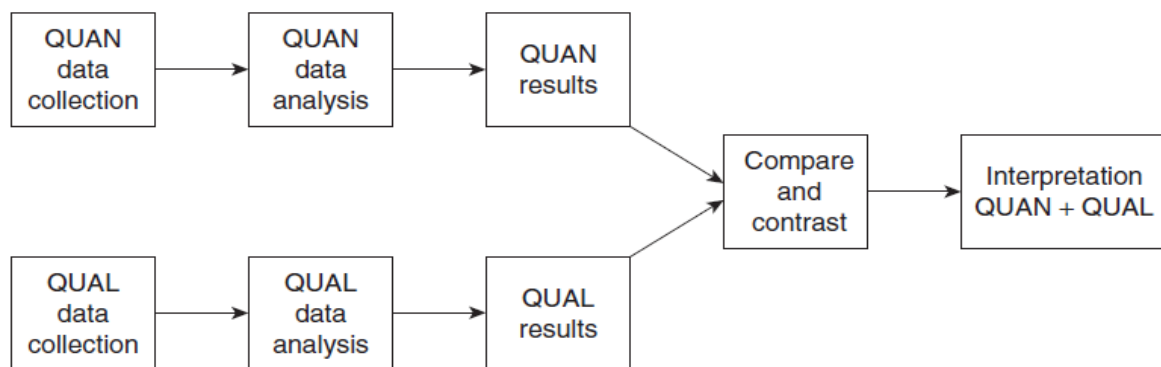 QUAN
data
collection
QUAN
data
analysis
QUAN
results
Compare
and
contrast
Interpretation
QUAN + QUAL
QUAL
data
collection
QUAL
data
analysis
QUAL
results